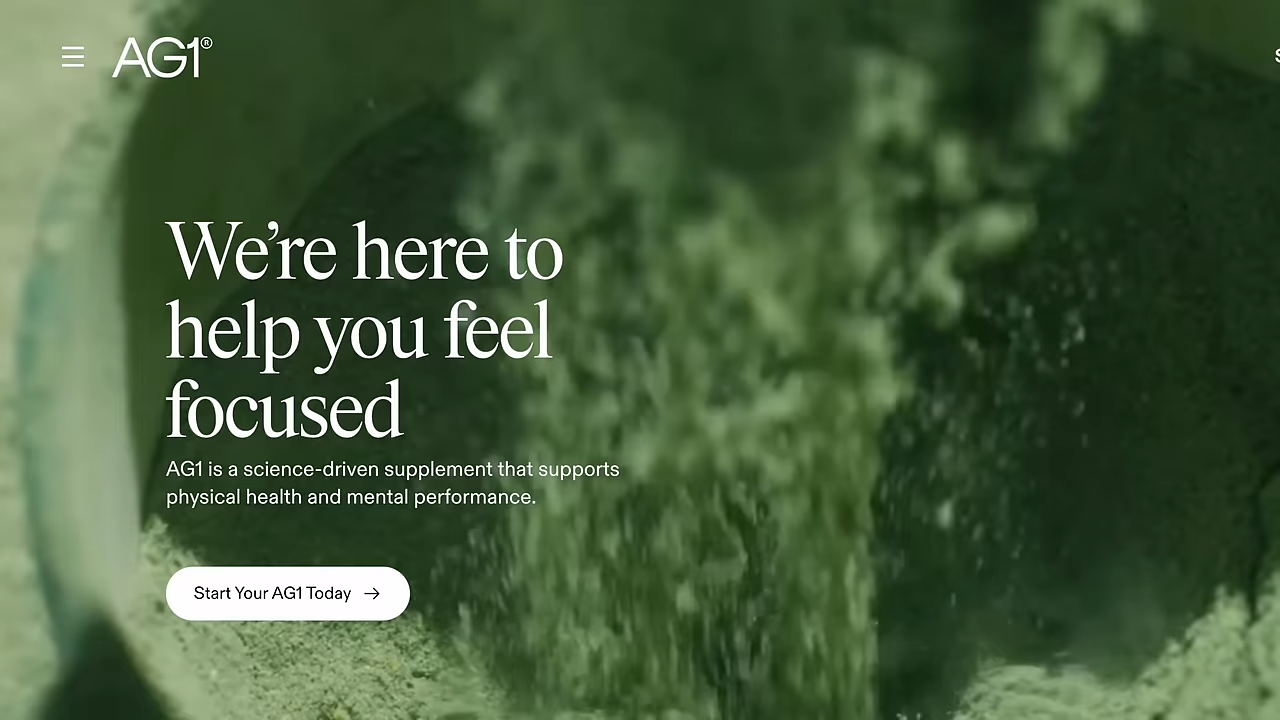 AG1®
We’re here to
help you feel
focused
AG1 is a science-driven supplement that supports
physical health and mental performance.
Start Your AG1 Today →